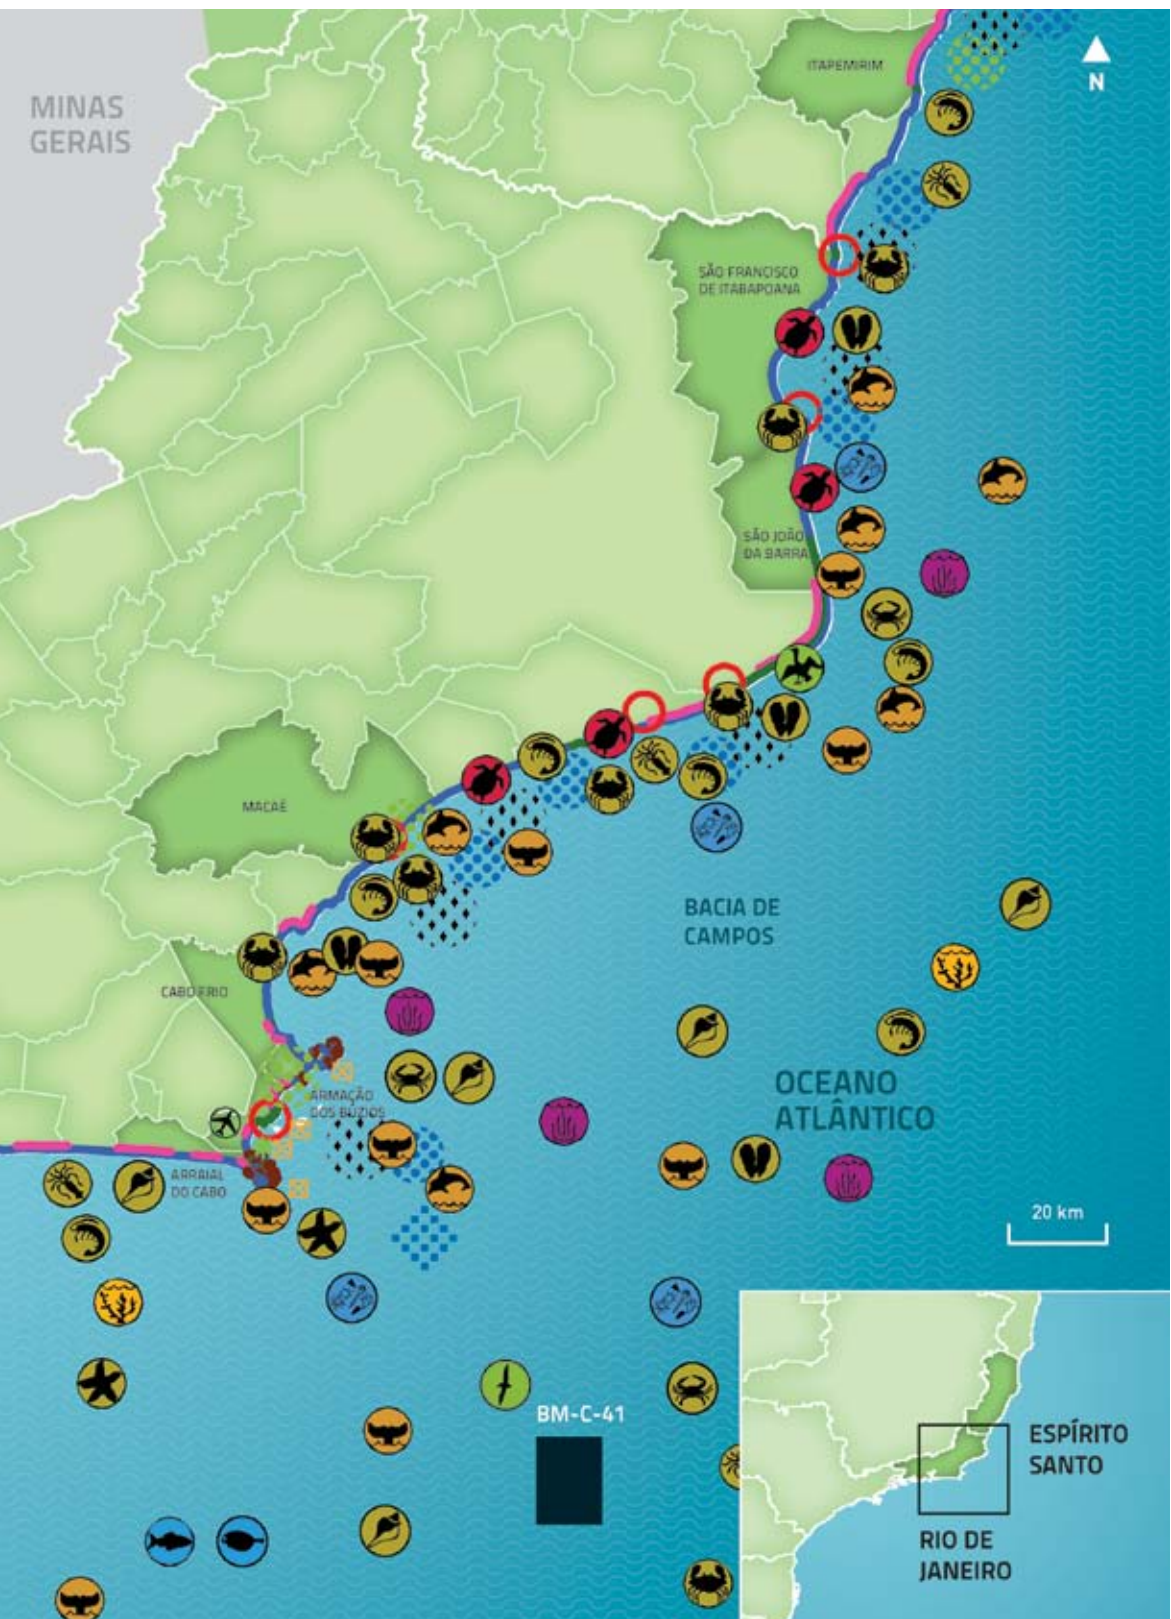 ITAPEMIRIM
N
MINAS
GERAIS
SÃO FRANCISCO
DE ITABAPOANA
SÃO JOÃO
DA BARRA
MACAÉ
BACIA DE
CAMPOS
CABO FRIO
OCEANO
ATLÂNTICO
ARMAÇÃO
DOS BÚZIOS
ARRAIAL
DO CABO
20 km
BM-C-41
ESPÍRITO
SANTO
RIO DE
JANEIRO